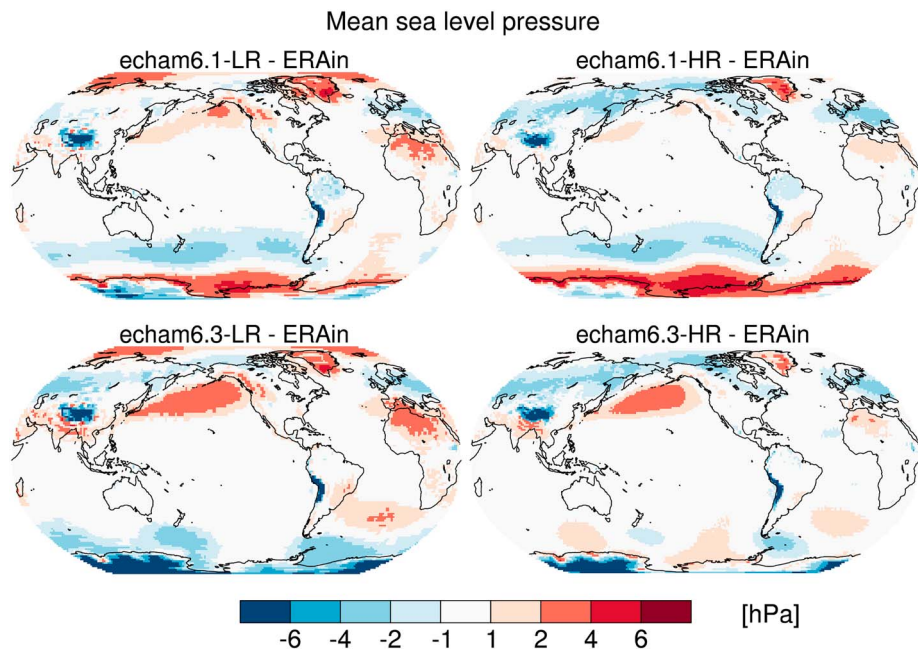 Mean sea level pressure
echam6.1-LR - ERAin
echam6.1-HR - ERAin
echam6.3-LR - ERAin
echam6.3-HR - ERAin
-6 -4 -2 -1 1 2 4 6
[hPa]